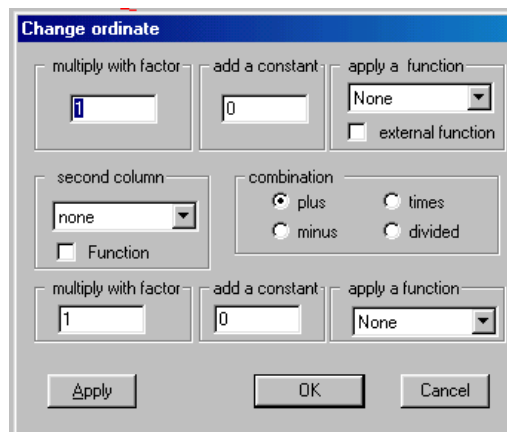 Change ordinate
multiply with factor add a constant apply a function
1 0 None
external function
second column combination
none plus times
Function minus divided
multiply with factor add a constant apply a function
1 0 None
Apply OK Cancel